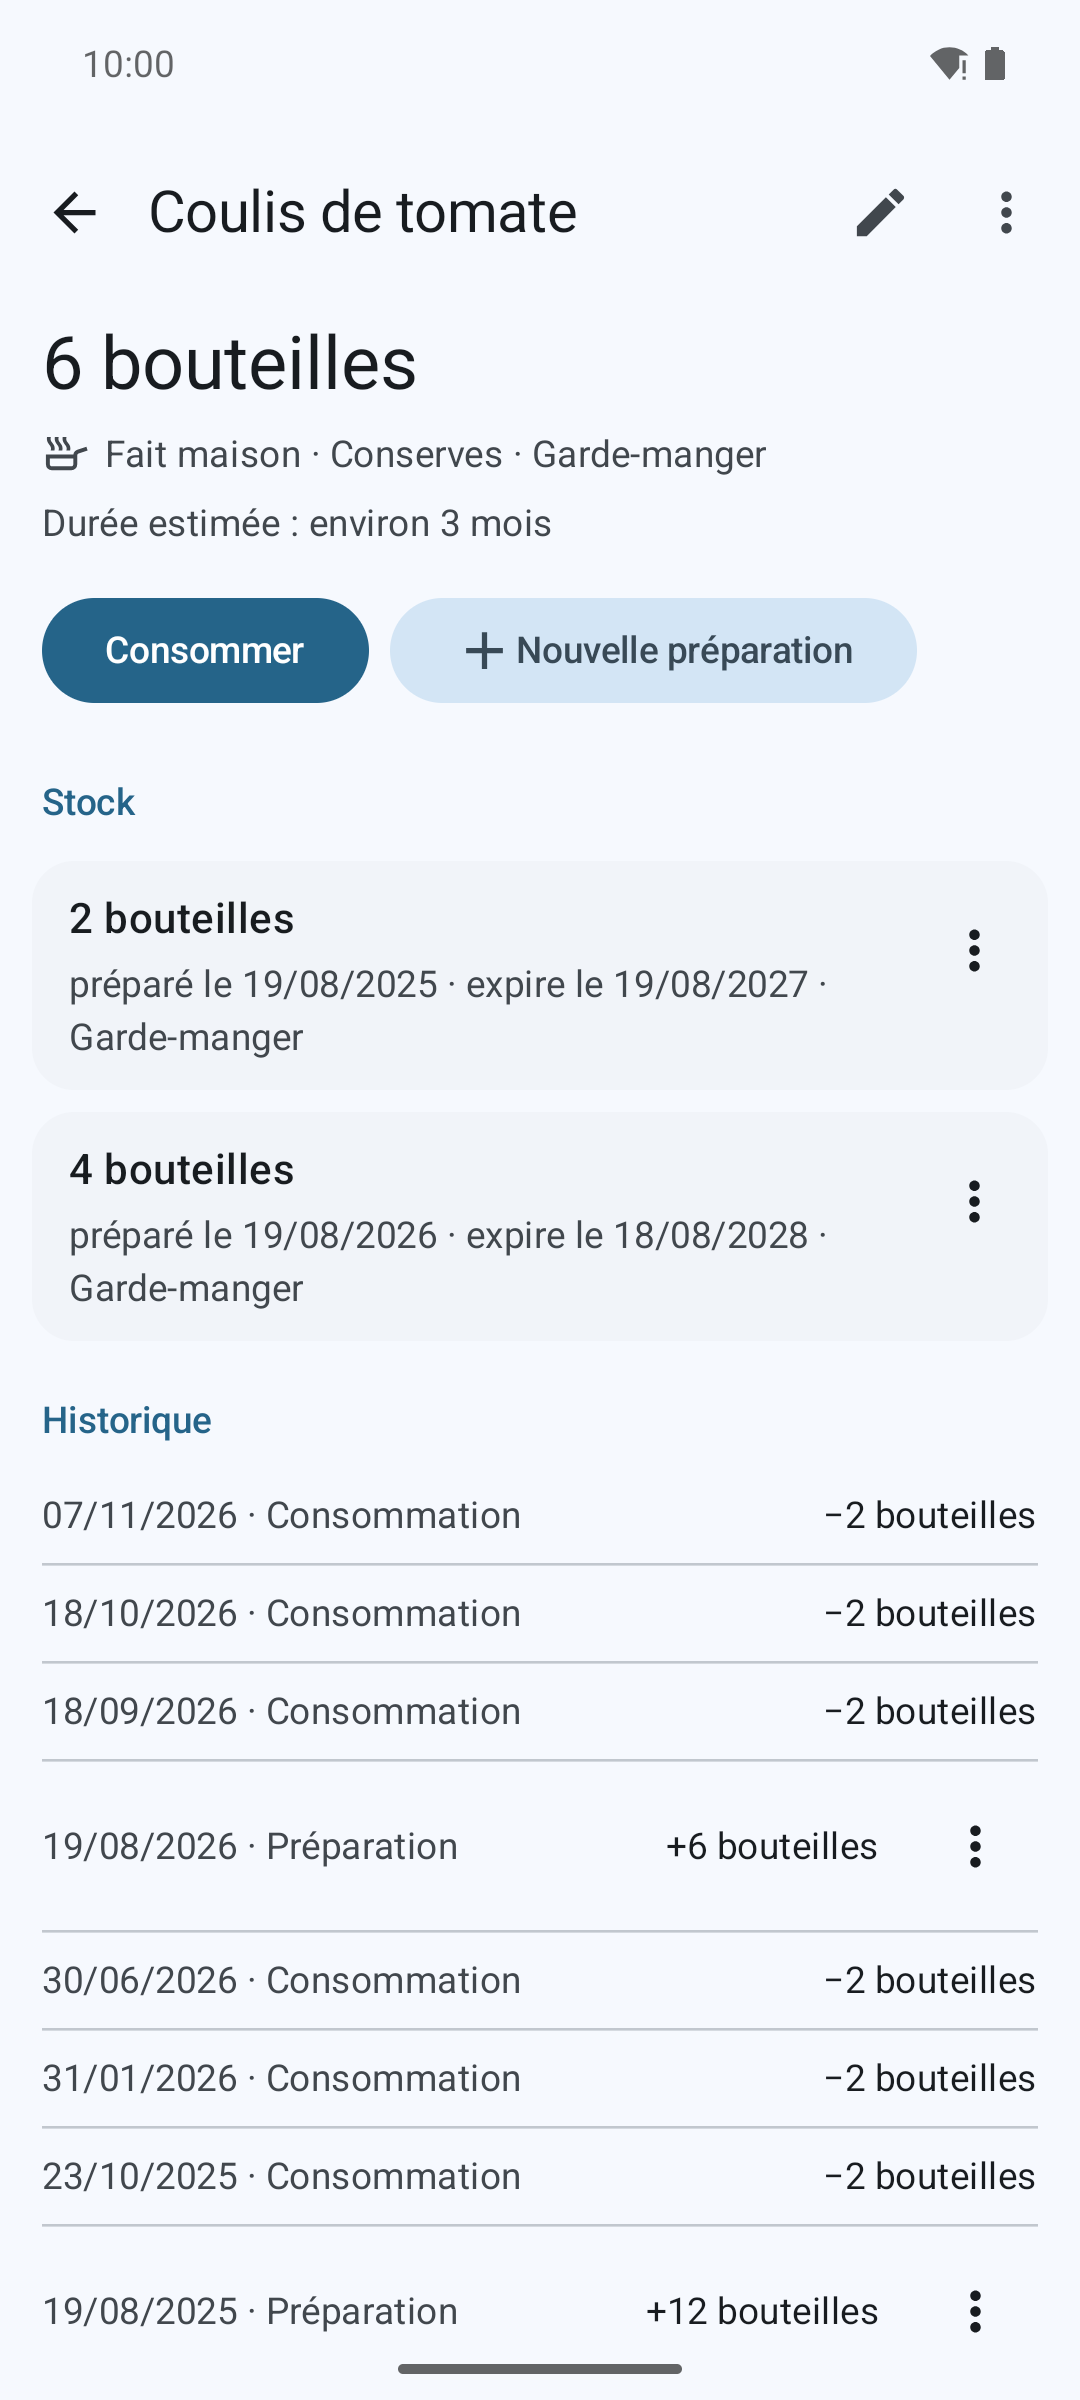 10:00
Coulis de tomate
6 bouteilles
Fait maison · Conserves · Garde-manger
Durée estimée : environ 3 mois
Consommer
Nouvelle préparation
Stock
2 bouteilles
préparé le 19/08/2025 · expire le 19/08/2027 ·
Garde-manger
4 bouteilles
préparé le 19/08/2026 · expire le 18/08/2028 ·
Garde-manger
Historique
07/11/2026 · Consommation −2 bouteilles
18/10/2026 · Consommation −2 bouteilles
18/09/2026 · Consommation −2 bouteilles
19/08/2026 · Préparation +6 bouteilles
30/06/2026 · Consommation −2 bouteilles
31/01/2026 · Consommation −2 bouteilles
23/10/2025 · Consommation −2 bouteilles
19/08/2025 · Préparation +12 bouteilles